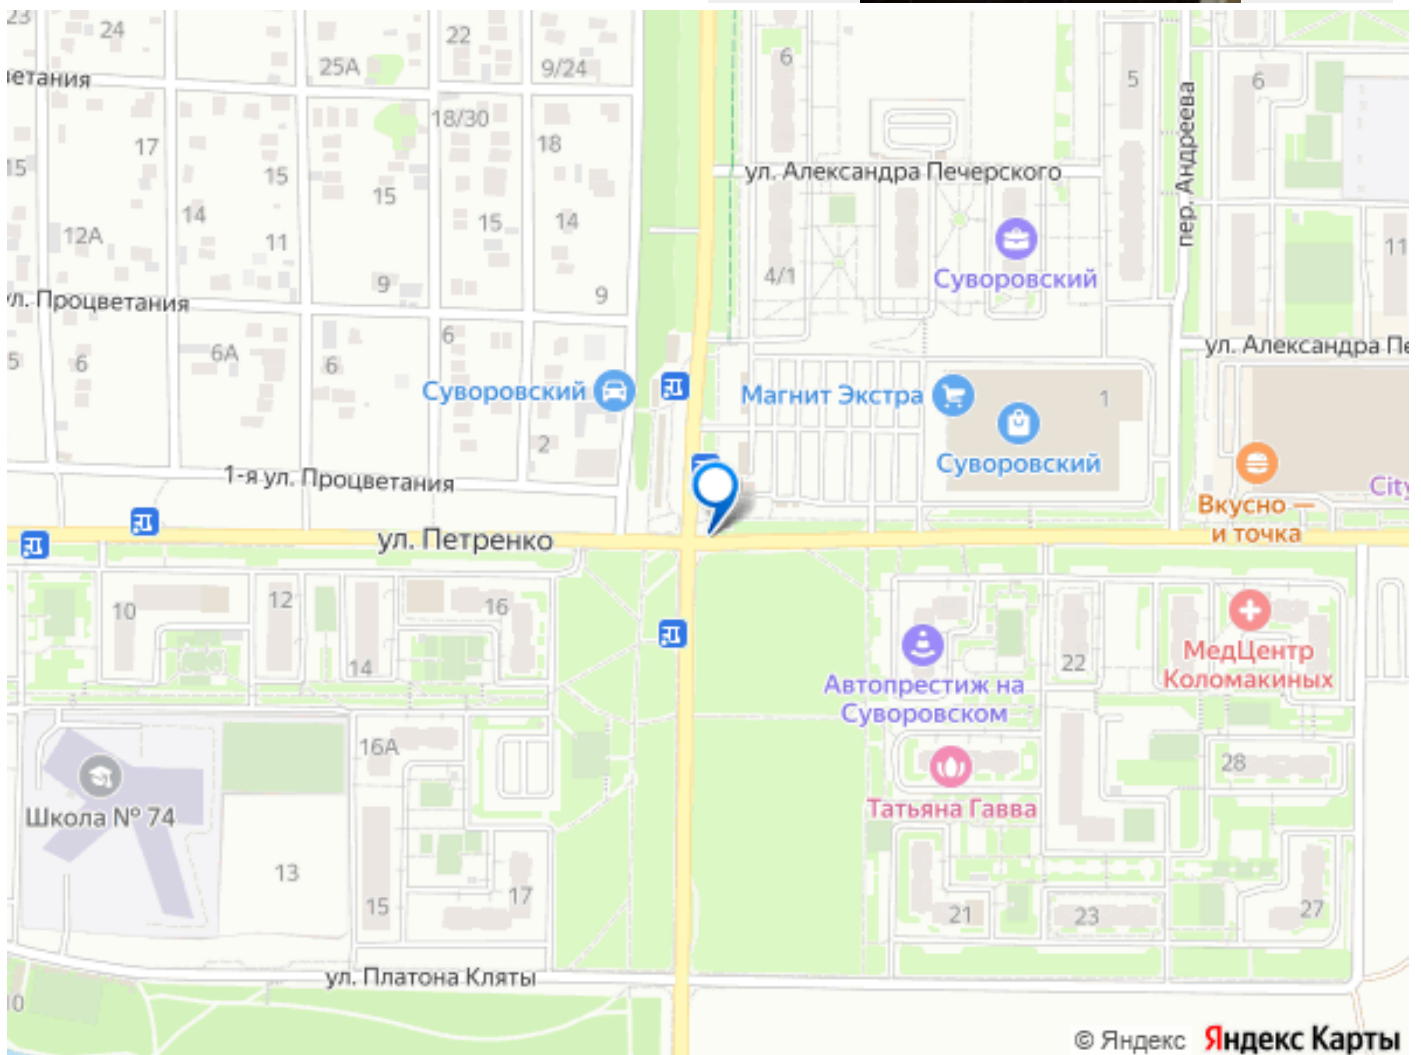 23
24
22
6
25А
9/24
5
6
ветания
18/30
17
18
пер. Андреева
ул. Александра Печерского
15
15
15
15
14
14
12А
11
11
4/1
Суворовский
9
9
ул. Процветания
6
6А
6
6
5
ул. Александра Пе
Суворовский
Магнит Экстра
1
2
Суворовский
1-я ул. Процветания
City
Вкусно —
и точка
ул. Петренко
10
12
16
14
22
МедЦентр
Коломакиных
Автопрестиж на
Суворовском
16А
28
Школа № 74
Татьяна Гавва
13
15
17
21
23
27
ул. Платона Кляты
10
© Яндекс Яндекс Карты